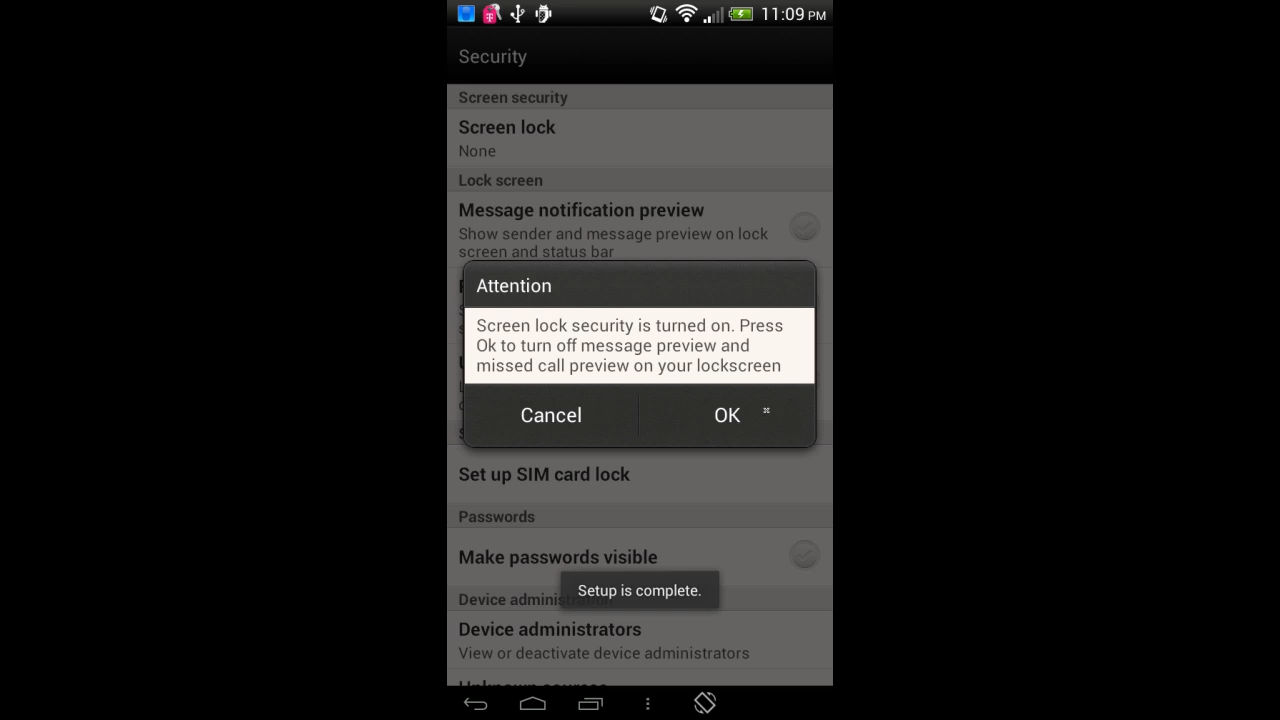 11:09 PM
Security
Screen security
Screen lock
None
Lock screen
Message notification preview
Show sender and message preview on lock
screen and status bar
Attention
Screen lock security is turned on. Press
Ok to turn off message preview and
missed call preview on your lockscreen
Cancel
OK
Set up SIM card lock
Passwords
Make passwords visible
Setup is complete.
Device administration
Device administrators
View or deactivate device administrators